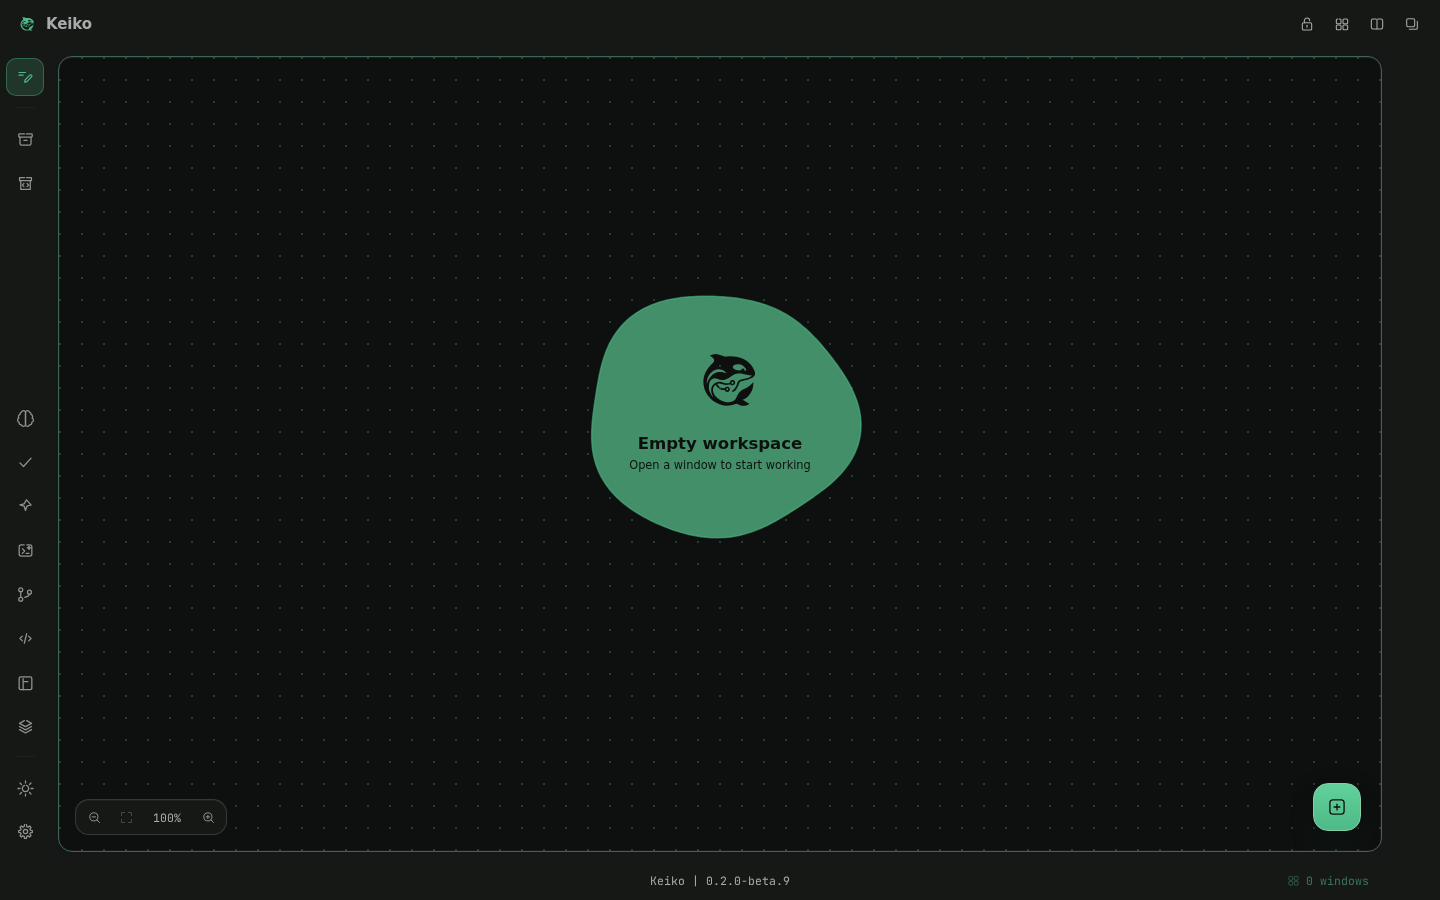 Keiko
Empty workspace
Open a window to start working
100%
Keiko | 0.2.0-beta.9
0 windows